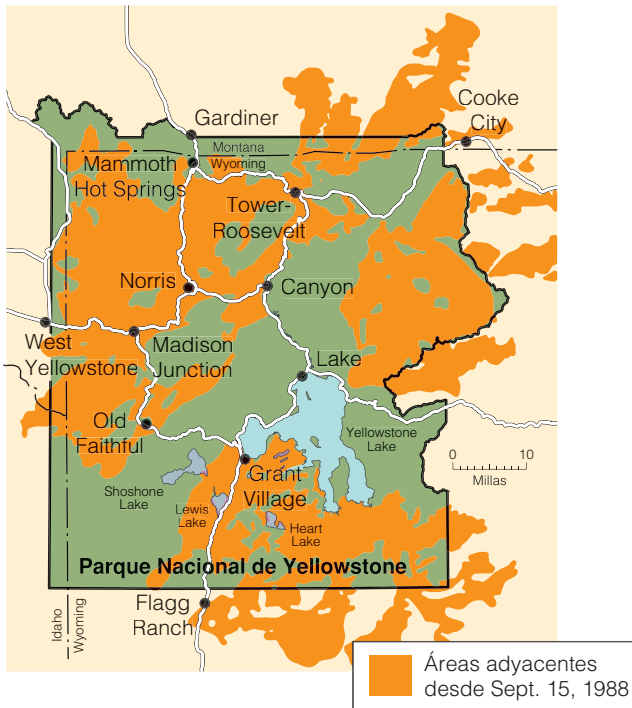 Gardiner
Cooke
City
Montana
Wyoming
Mammoth
Hot Springs
Tower-
Roosevelt
Norris
Canyon
West
Yellowstone
Madison
Junction
Lake
Old
Faithful
Yellowstone
Lake
0 10
Millas
Grant
Village
Shoshone
Lake
Lewis
Lake
Heart
Lake
Parque Nacional de Yellowstone
Flagg
Ranch
Idaho
Wyoming
Áreas adyacentes
desde Sept. 15, 1988